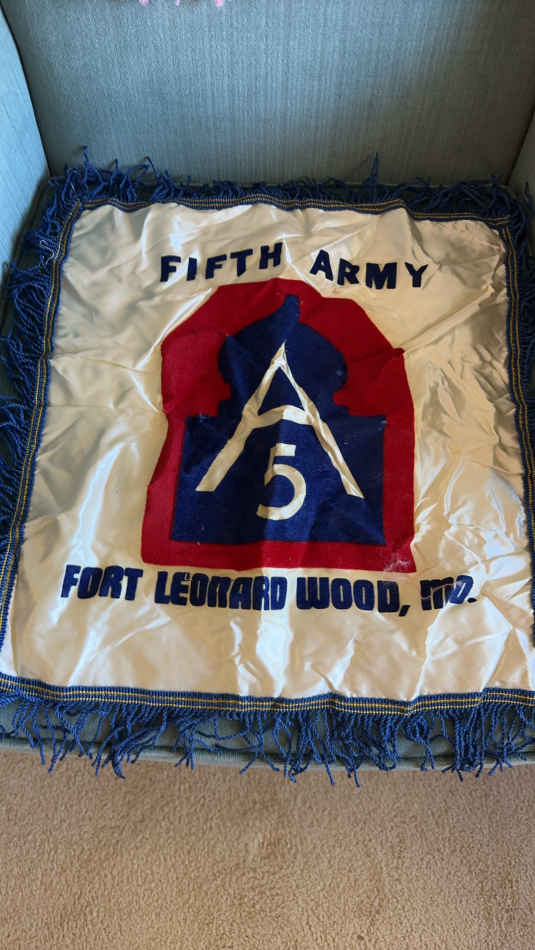 FIFTH ARMY
A
5
FORT LEONARD WOOD, MO.